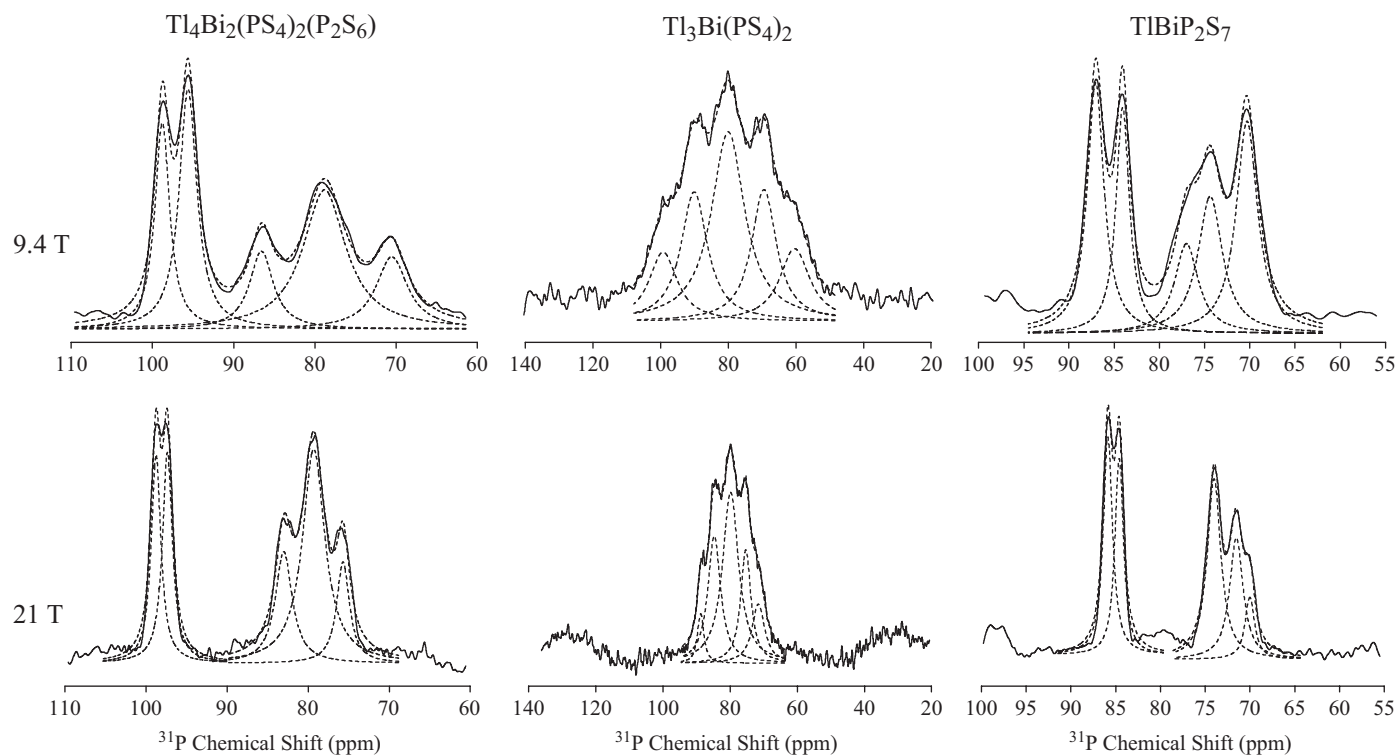 Tl₄Bi₂(PS₄)₂(P₂S₆) Tl₃Bi(PS₄)₂ TlBiP₂S₇
9.4 T
110 100 90 80 70 60 140 120 100 80 60 40 20 100 95 90 85 80 75 70 65 60 55
21 T
110 100 90 80 70 60 140 120 100 80 60 40 20 100 95 90 85 80 75 70 65 60 55
³¹P Chemical Shift (ppm) ³¹P Chemical Shift (ppm) ³¹P Chemical Shift (ppm)